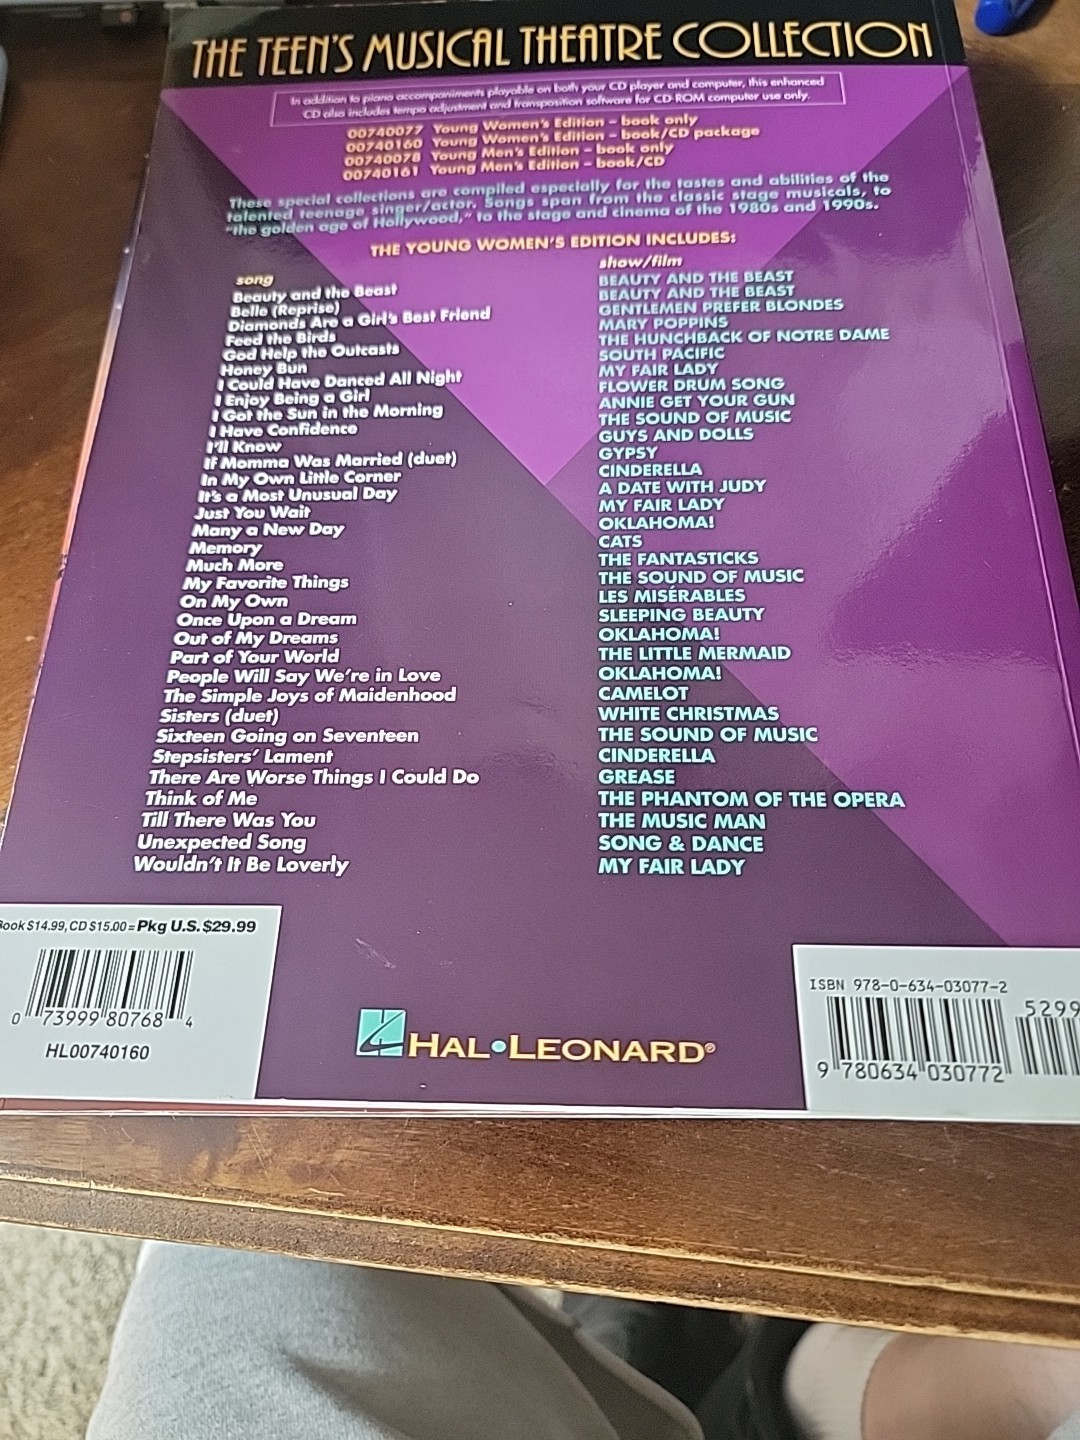 THE TEEN'S MUSICAL THEATRE COLLECTION
In addition to piano accompaniments playable on both your CD player and computer, this enhanced
CD also includes tempo adjustment and transposition software for CD-ROM computer use only.
00740077 Young Women's Edition – book only
00740160 Young Women's Edition – book/CD package
00740078 Young Men's Edition – book only
00740161 Young Men's Edition – book/CD
These special collections are compiled especially for the tastes and abilities of the
talented teenage singer/actor. Songs span from the classic stage musicals, to
"the golden age of Hollywood," to the stage and cinema of the 1980s and 1990s.
THE YOUNG WOMEN'S EDITION INCLUDES:
song show/film
Beauty and the Beast BEAUTY AND THE BEAST
Belle (Reprise) BEAUTY AND THE BEAST
Diamonds Are a Girl's Best Friend GENTLEMEN PREFER BLONDES
Feed the Birds MARY POPPINS
God Help the Outcasts THE HUNCHBACK OF NOTRE DAME
Honey Bun SOUTH PACIFIC
I Could Have Danced All Night MY FAIR LADY
I Enjoy Being a Girl FLOWER DRUM SONG
I Got the Sun in the Morning ANNIE GET YOUR GUN
I Have Confidence THE SOUND OF MUSIC
I'll Know GUYS AND DOLLS
If Momma Was Married (duet) GYPSY
In My Own Little Corner CINDERELLA
It's a Most Unusual Day A DATE WITH JUDY
Just You Wait MY FAIR LADY
Many a New Day OKLAHOMA!
Memory CATS
Much More THE FANTASTICKS
My Favorite Things THE SOUND OF MUSIC
On My Own LES MISÉRABLES
Once Upon a Dream SLEEPING BEAUTY
Out of My Dreams OKLAHOMA!
Part of Your World THE LITTLE MERMAID
People Will Say We're in Love OKLAHOMA!
The Simple Joys of Maidenhood CAMELOT
Sisters (duet) WHITE CHRISTMAS
Sixteen Going on Seventeen THE SOUND OF MUSIC
Stepsisters' Lament CINDERELLA
There Are Worse Things I Could Do GREASE
Think of Me THE PHANTOM OF THE OPERA
Till There Was You THE MUSIC MAN
Unexpected Song SONG & DANCE
Wouldn't It Be Loverly MY FAIR LADY
Book $14.99, CD $15.00 = Pkg U.S. $29.99
0 73999 80768 4
HL00740160
HAL•LEONARD®
ISBN 978-0-634-03077-2
5299
9 780634 030772